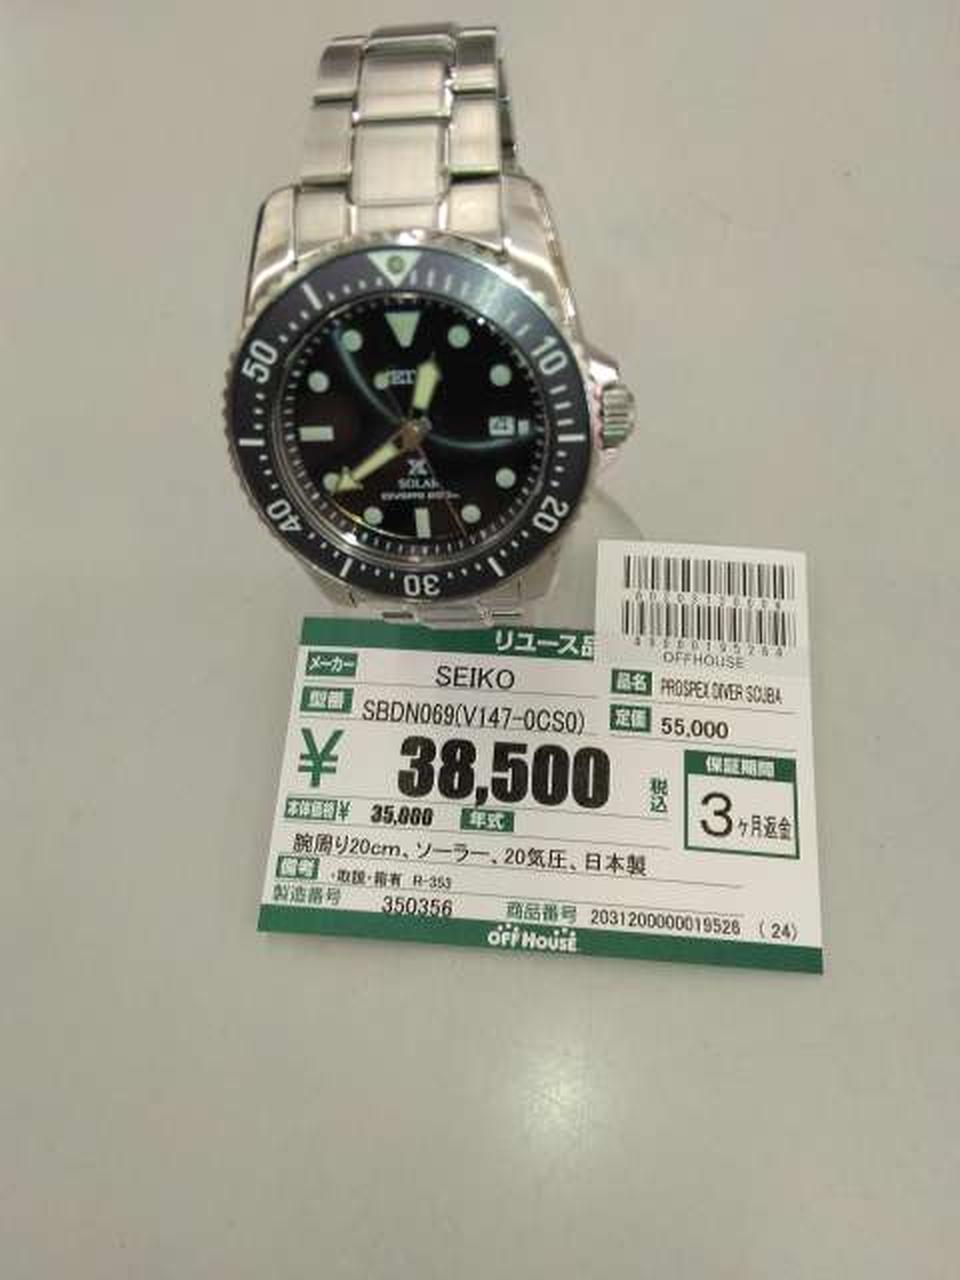 10
50
SOLAR
20
40
30
OFFHOUSE
リユース品
メーカー SEIKO
品名 PROSPEX DIVER SCUBA
型番 SBDN069(V147-0CS0)
定価 55,000
¥ 38,500 税込
保証期間
3ヶ月返金
本体価格¥ 35,000 年式
腕周り20cm、ソーラー、20気圧、日本製
備考 ・取説・箱有 R-353
製造番号 350356 商品番号 2031200000019526 (24)
OFF HOUSE